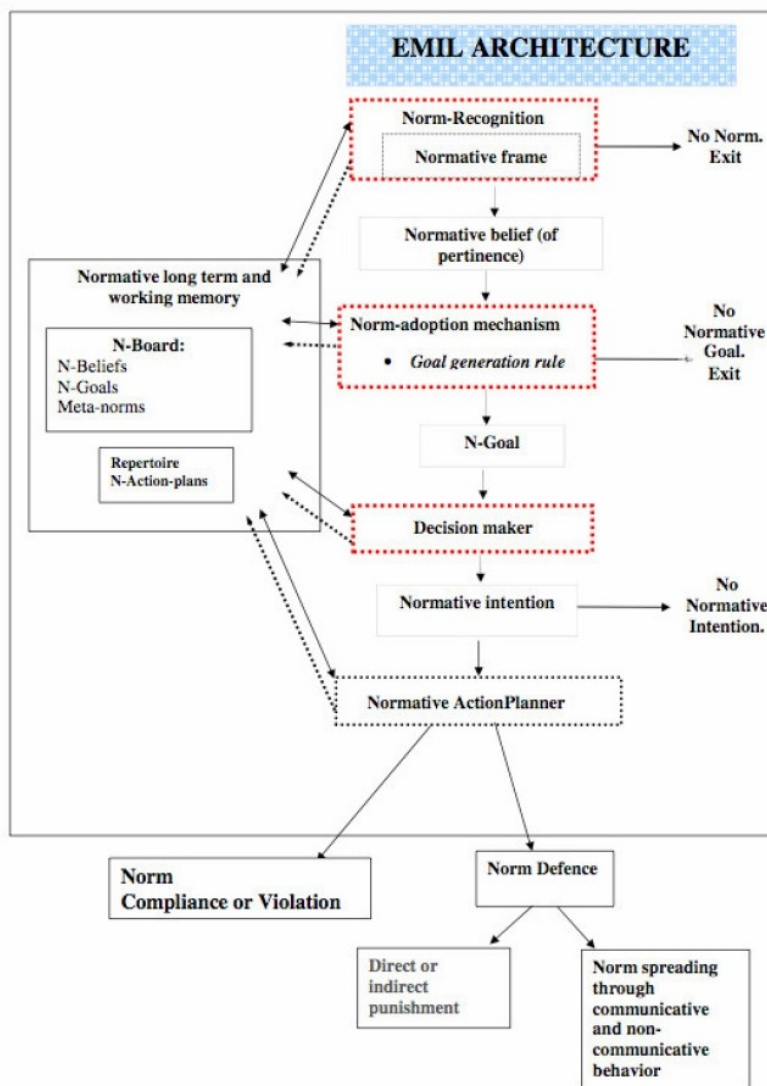 EMIL ARCHITECTURE
Norm-Recognition
Normative frame
No Norm.
Exit
Normative belief (of
pertinence)
Normative long term and
working memory
N-Board:
N-Beliefs
N-Goals
Meta-norms
Repertoire
N-Action-plans
Norm-adoption mechanism
• Goal generation rule
No
Normative
Goal.
Exit
N-Goal
Decision maker
Normative intention
No
Normative
Intention.
Normative ActionPlanner
Norm
Compliance or Violation
Norm Defence
Direct or
indirect
punishment
Norm spreading
through
communicative
and non-
communicative
behavior